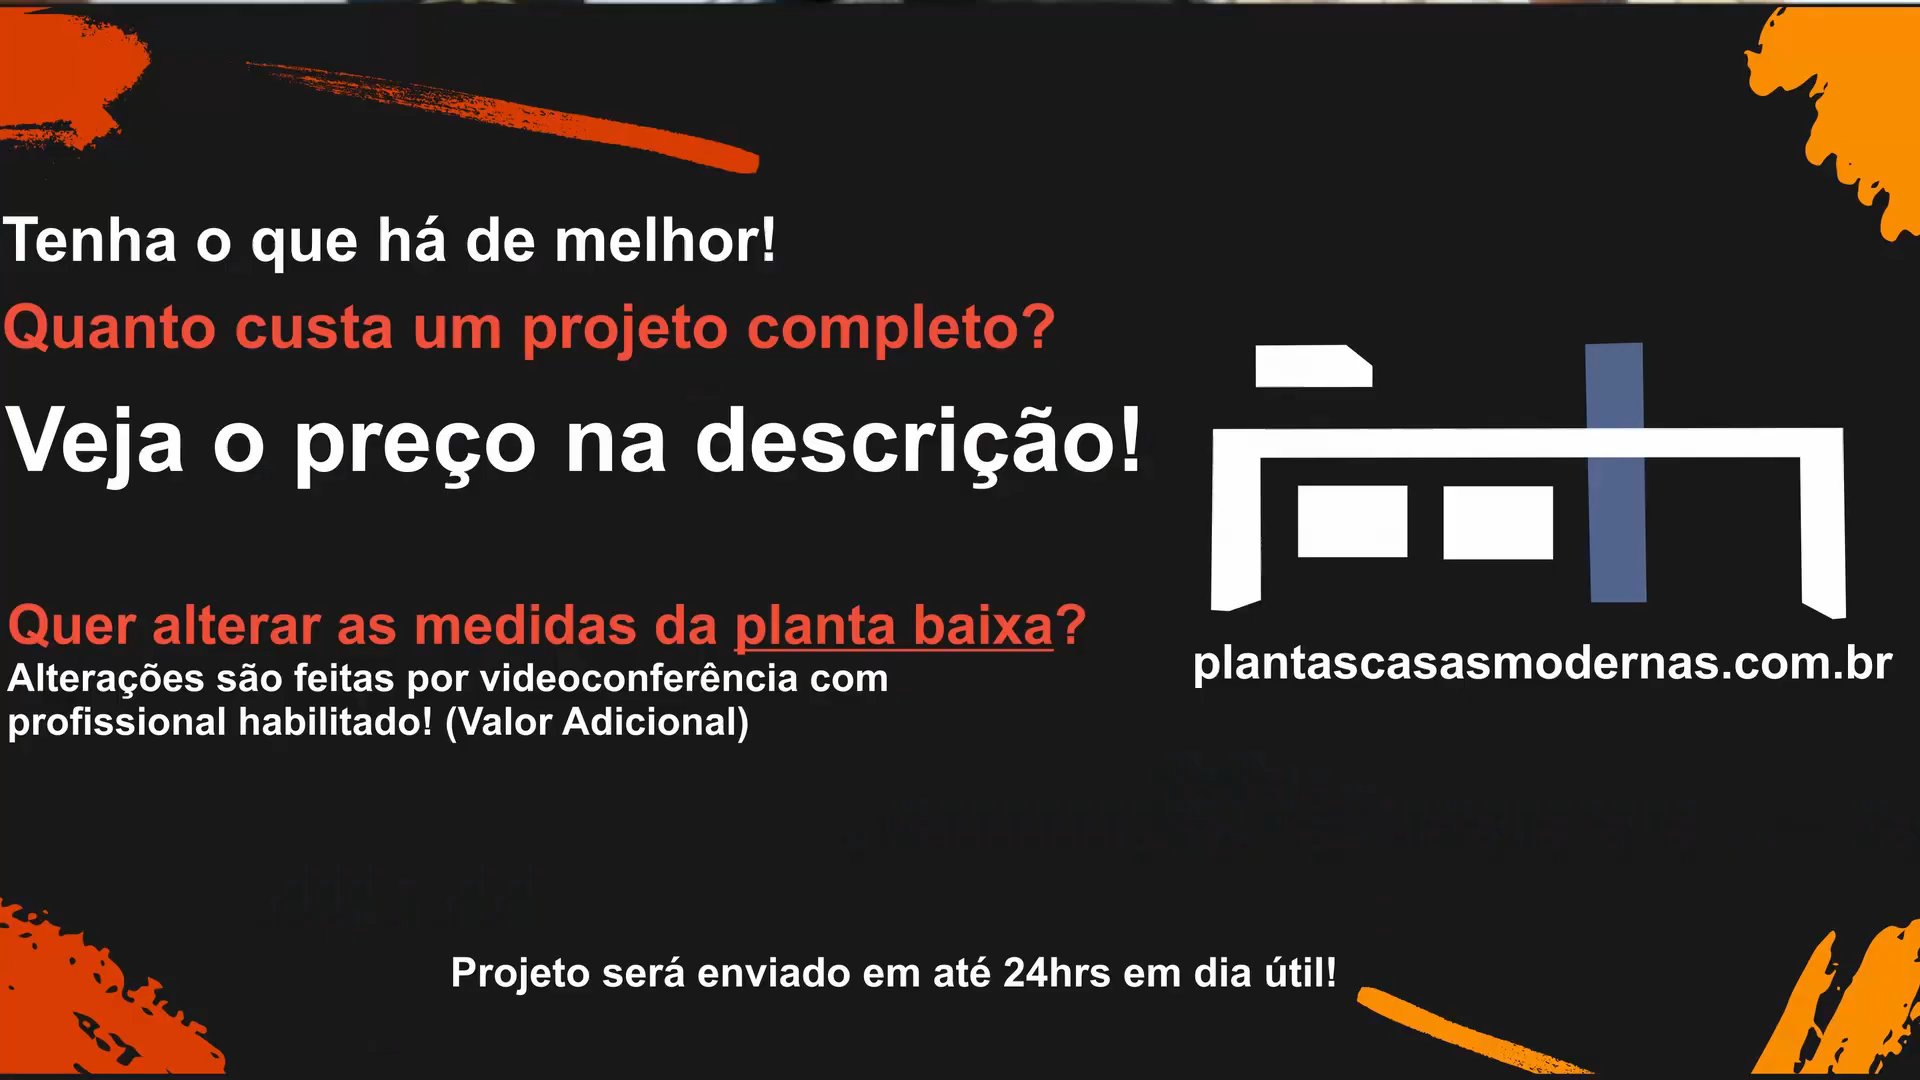 Tenha o que há de melhor!
Quanto custa um projeto completo?
Veja o preço na descrição!
Quer alterar as medidas da planta baixa?
Alterações são feitas por videoconferência com
profissional habilitado! (Valor Adicional)
plantascasasmodernas.com.br
Projeto será enviado em até 24hrs em dia útil!